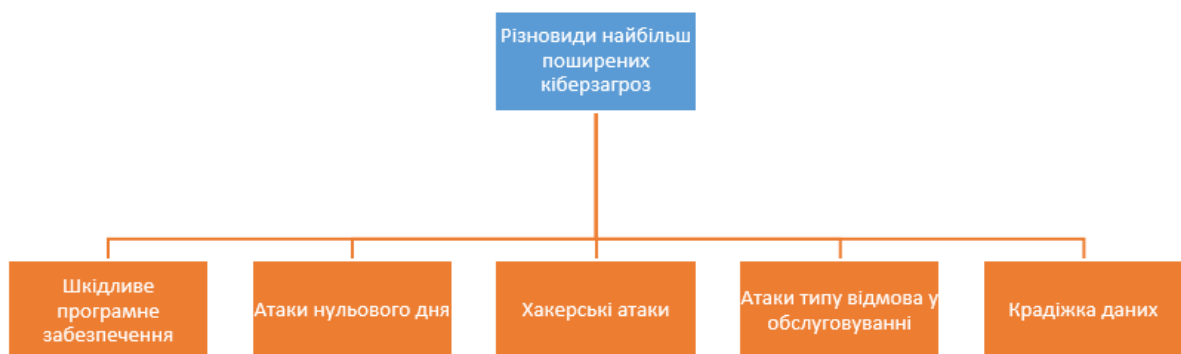 Різновиди найбільш
поширених
кіберзагроз
Шкідливе
програмне
забезпечення
Атаки нульового дня
Хакерські атаки
Атаки типу відмова у
обслуговуванні
Крадіжка даних